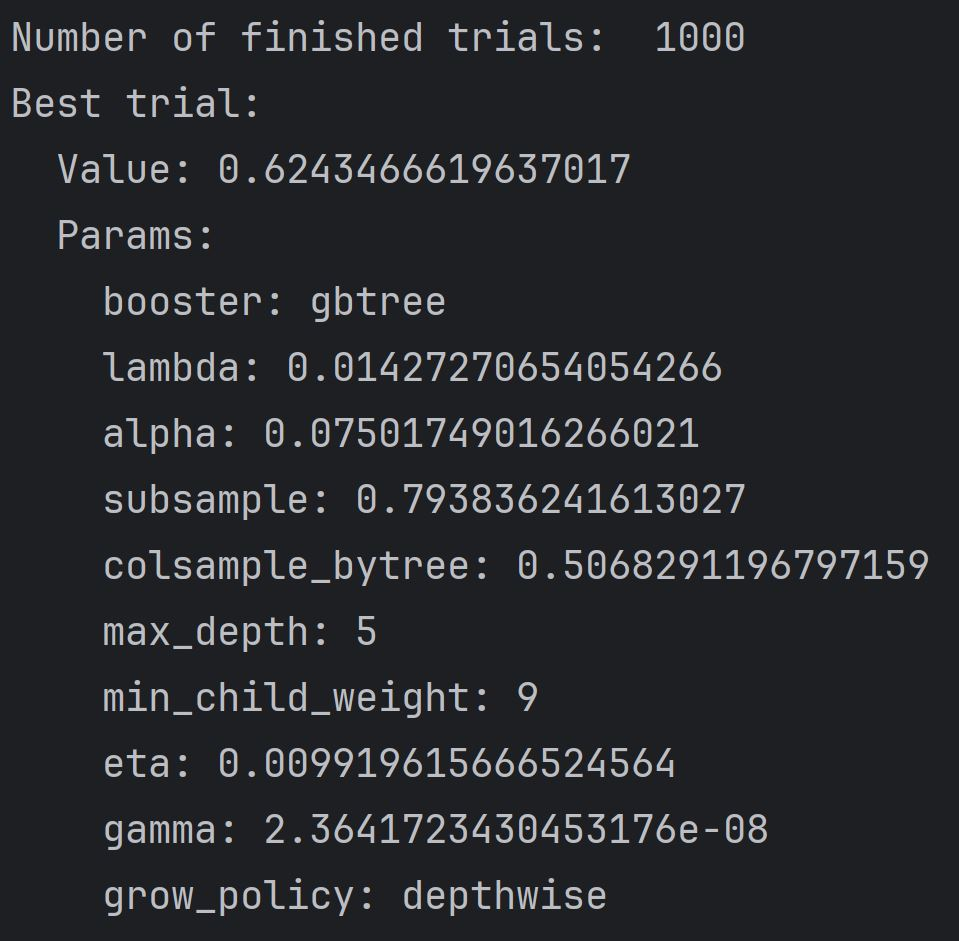 Number of finished trials:  1000
Best trial:
  Value: 0.6243466619637017
  Params:
    booster: gbtree
    lambda: 0.01427270654054266
    alpha: 0.07501749016266021
    subsample: 0.793836241613027
    colsample_bytree: 0.5068291196797159
    max_depth: 5
    min_child_weight: 9
    eta: 0.009919615666524564
    gamma: 2.3641723430453176e-08
    grow_policy: depthwise